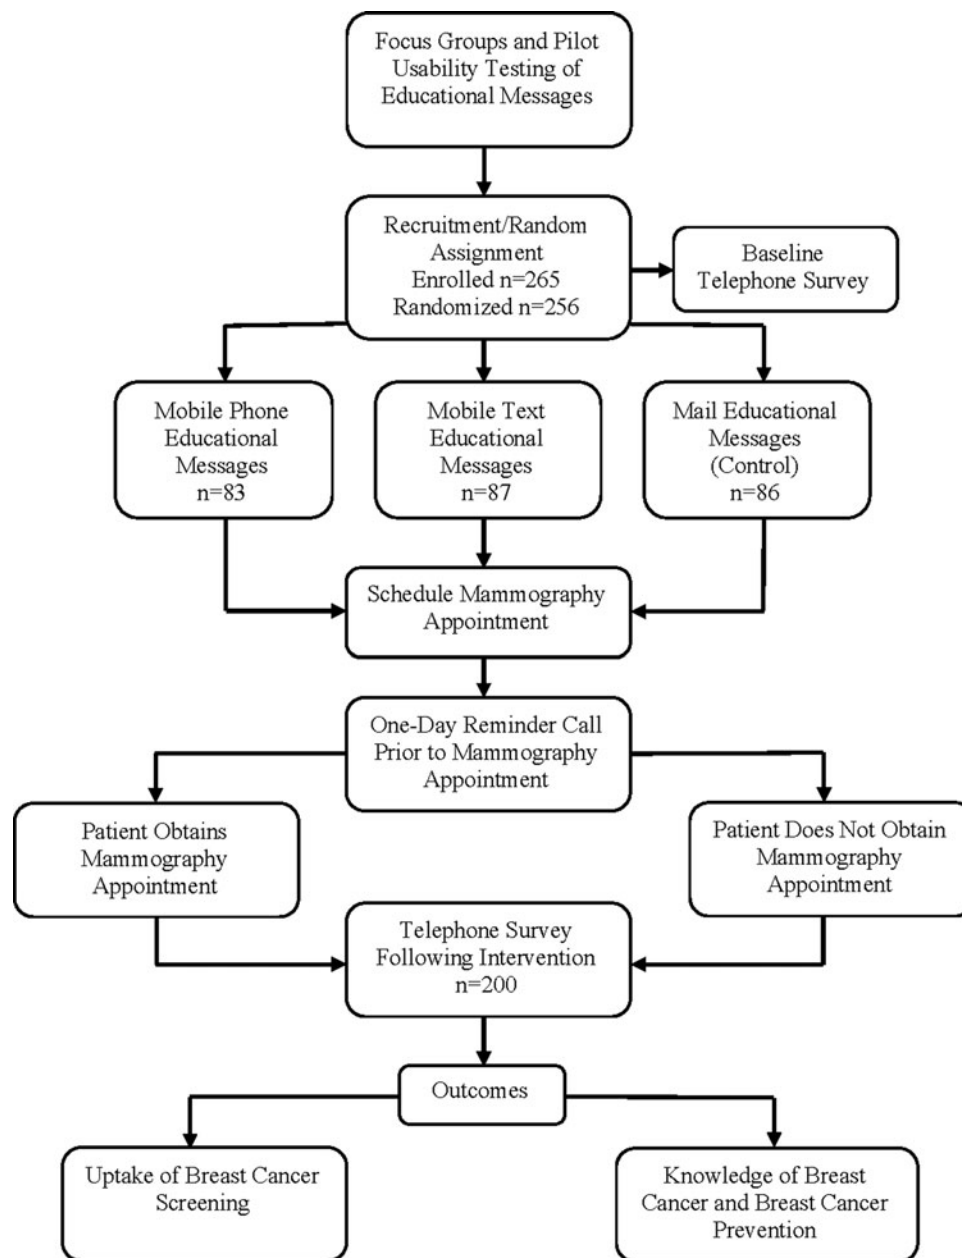 Focus Groups and Pilot
Usability Testing of
Educational Messages
Recruitment/Random
Assignment
Enrolled n=265
Randomized n=256
Baseline
Telephone Survey
Mobile Phone
Educational
Messages
n=83
Mobile Text
Educational
Messages
n=87
Mail Educational
Messages
(Control)
n=86
Schedule Mammography
Appointment
One-Day Reminder Call
Prior to Mammography
Appointment
Patient Obtains
Mammography
Appointment
Patient Does Not Obtain
Mammography
Appointment
Telephone Survey
Following Intervention
n=200
Outcomes
Uptake of Breast Cancer
Screening
Knowledge of Breast
Cancer and Breast Cancer
Prevention